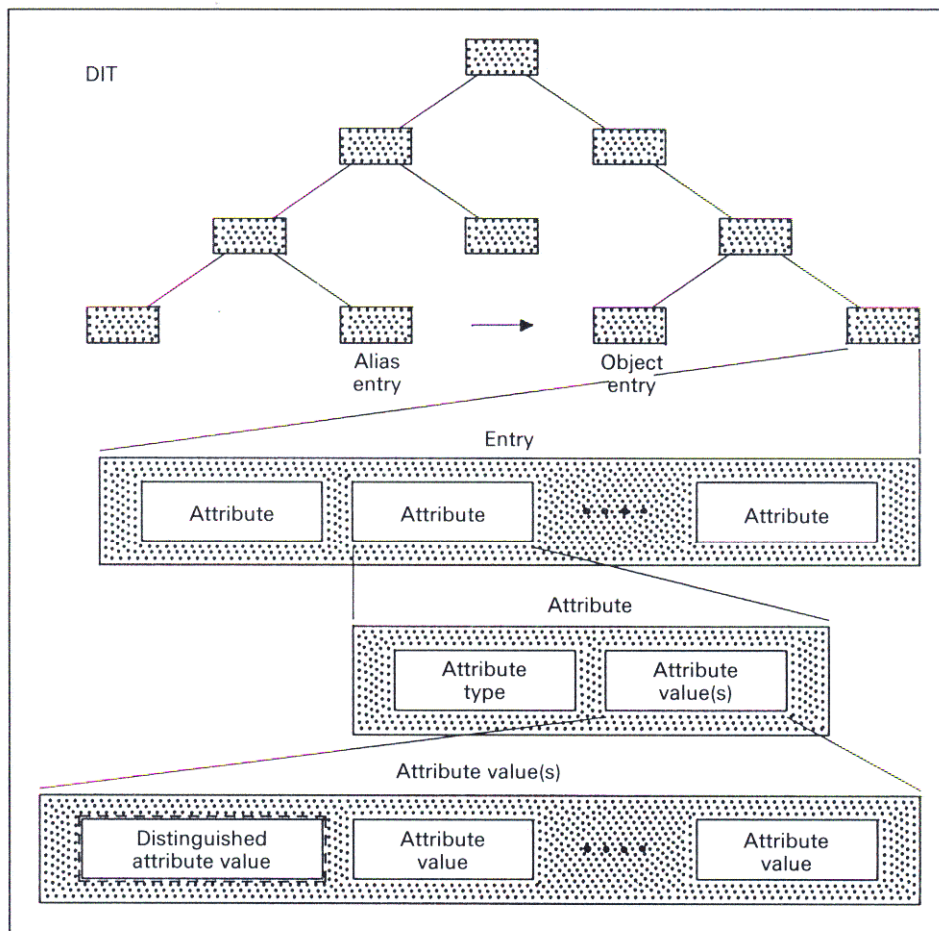 DIT
Alias
entry
Object
entry
Entry
Attribute
Attribute
Attribute
Attribute
Attribute
type
Attribute
value(s)
Attribute value(s)
Distinguished
attribute value
Attribute
value
Attribute
value